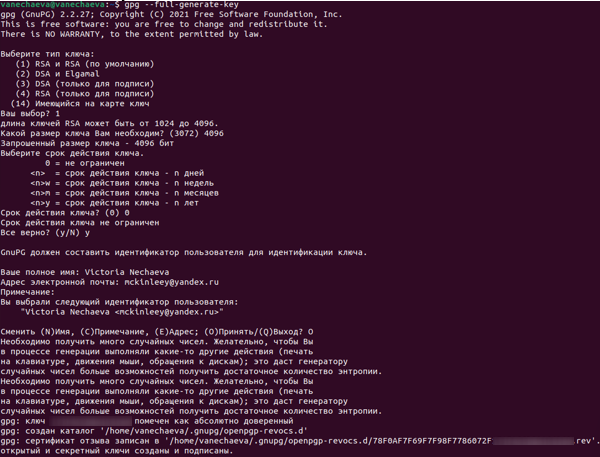 vanechaeva@vanechaeva:~$ gpg --full-generate-key
gpg (GnuPG) 2.2.27; Copyright (C) 2021 Free Software Foundation, Inc.
This is free software: you are free to change and redistribute it.
There is NO WARRANTY, to the extent permitted by law.
Выберите тип ключа:
(1) RSA и RSA (по умолчанию)
(2) DSA и Elgamal
(3) DSA (только для подписи)
(4) RSA (только для подписи)
(14) Имеющийся на карте ключ
Ваш выбор? 1
длина ключей RSA может быть от 1024 до 4096.
Какой размер ключа Вам необходим? (3072) 4096
Запрошенный размер ключа - 4096 бит
Выберите срок действия ключа.
0 = не ограничен
<n> = срок действия ключа - n дней
<n>w = срок действия ключа - n недель
<n>m = срок действия ключа - n месяцев
<n>y = срок действия ключа - n лет
Срок действия ключа? (0) 0
Срок действия ключа не ограничен
Все верно? (y/N) y
GnuPG должен составить идентификатор пользователя для идентификации ключа.
Ваше полное имя: Victoria Nechaeva
Адрес электронной почты: mckinleey@yandex.ru
Примечание:
Вы выбрали следующий идентификатор пользователя:
"Victoria Nechaeva <mckinleey@yandex.ru>"
Сменить (N)Имя, (C)Примечание, (E)Адрес; (O)Принять/(Q)Выход? O
Необходимо получить много случайных чисел. Желательно, чтобы Вы
в процессе генерации выполняли какие-то другие действия (печать
на клавиатуре, движения мыши, обращения к дискам); это даст генератору
случайных чисел больше возможностей получить достаточное количество энтропии.
Необходимо получить много случайных чисел. Желательно, чтобы Вы
в процессе генерации выполняли какие-то другие действия (печать
на клавиатуре, движения мыши, обращения к дискам); это даст генератору
случайных чисел больше возможностей получить достаточное количество энтропии.
gpg: ключ помечен как абсолютно доверенный
gpg: создан каталог '/home/vanechaeva/.gnupg/openpgp-revocs.d'
gpg: сертификат отзыва записан в '/home/vanechaeva/.gnupg/openpgp-revocs.d/78F0AF7F69F7F98F7786072F .rev'.
открытый и секретный ключи созданы и подписаны.